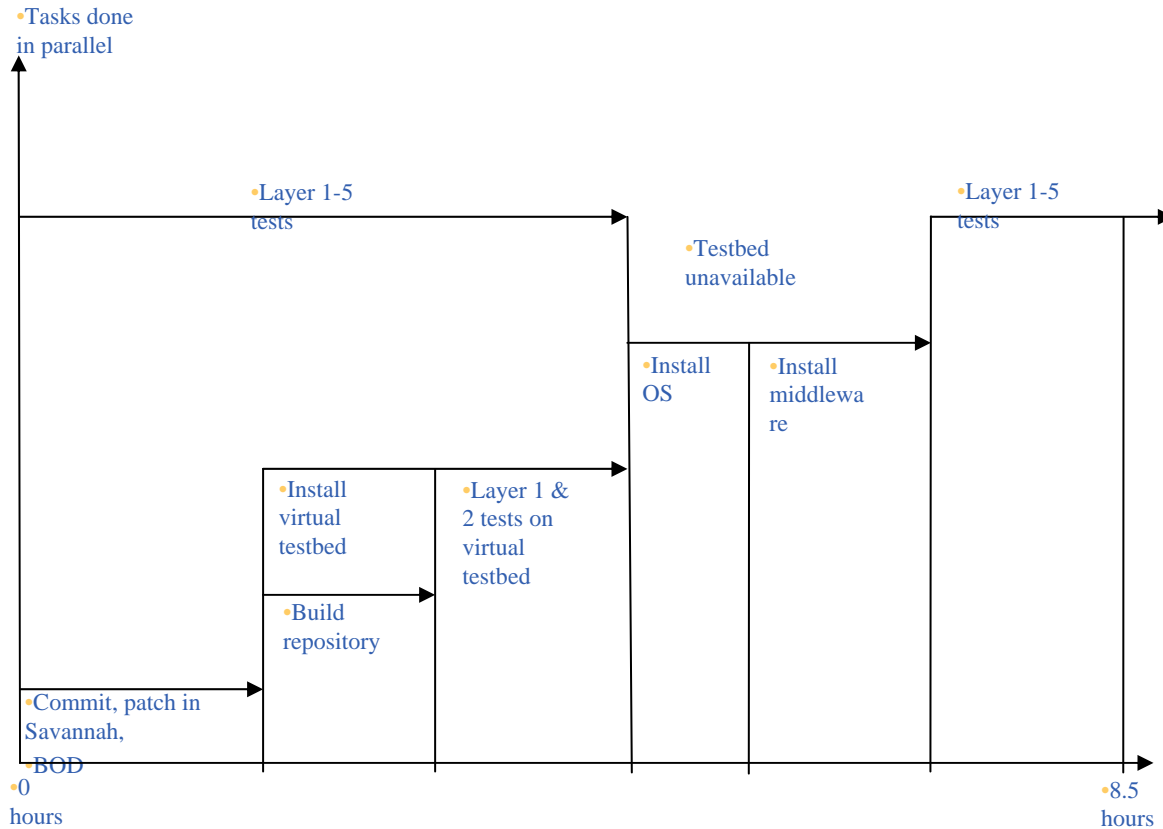 •Tasks done
in parallel
•Layer 1-5
tests
•Layer 1-5
tests
•Testbed
unavailable
•Install
OS
•Install
middlewa
re
•Install
virtual
testbed
•Layer 1 &
2 tests on
virtual
testbed
•Build
repository
•Commit, patch in
Savannah,
•BOD
•0
hours
•8.5
hours